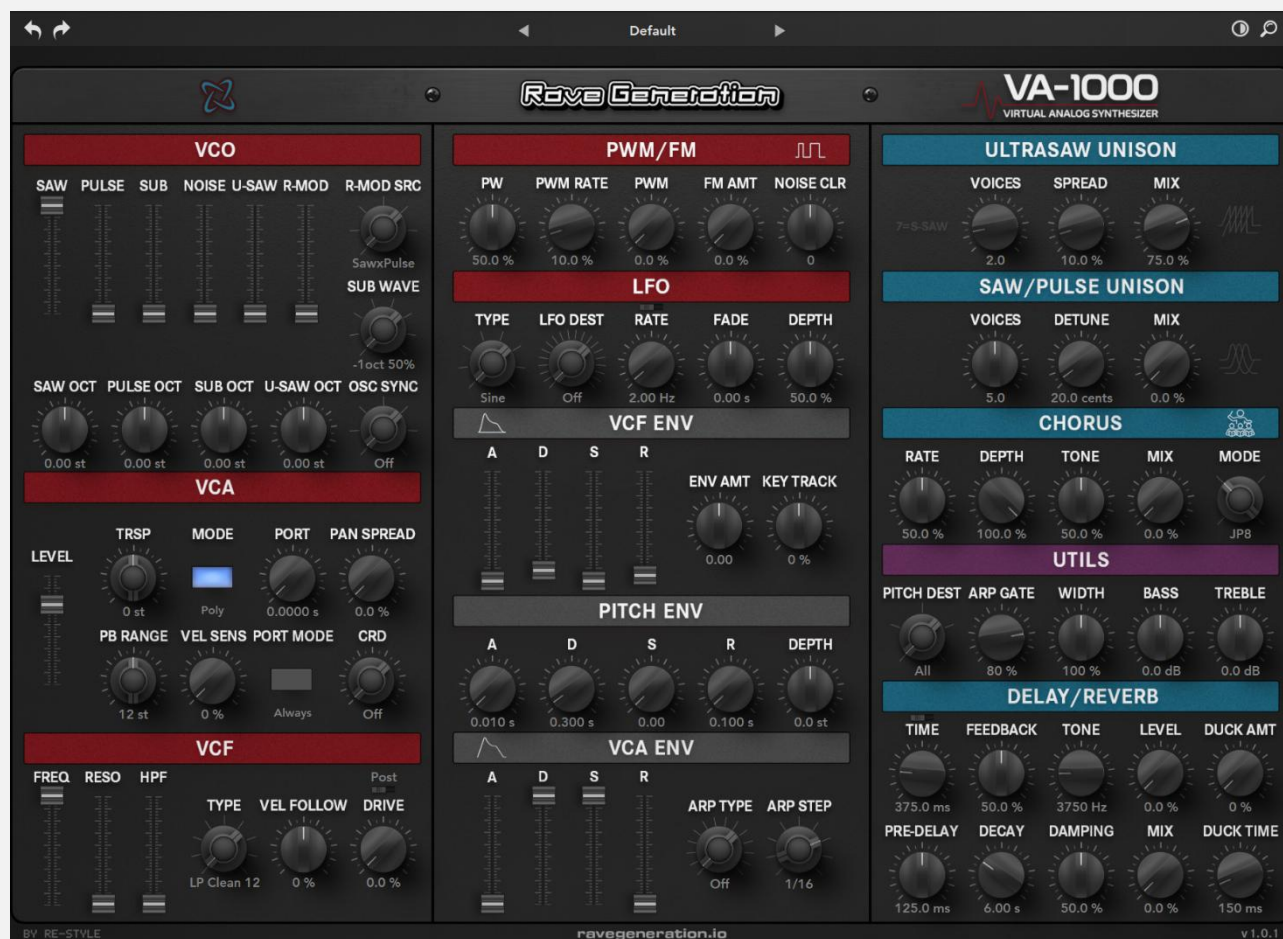 Default
Rave Generation
VA-1000
VIRTUAL ANALOG SYNTHESIZER
VCO
SAW PULSE SUB NOISE U-SAW R-MOD R-MOD SRC
SawxPulse
SUB WAVE
-1oct 50%
SAW OCT PULSE OCT SUB OCT U-SAW OCT OSC SYNC
0.00 st 0.00 st 0.00 st 0.00 st Off
VCA
LEVEL
TRSP MODE PORT PAN SPREAD
0 st Poly 0.0000 s 0.0 %
PB RANGE VEL SENS PORT MODE CRD
12 st 0 % Always Off
VCF
FREQ RESO HPF
Post
TYPE VEL FOLLOW DRIVE
LP Clean 12 0 % 0.0 %
PWM/FM
PW PWM RATE PWM FM AMT NOISE CLR
50.0 % 10.0 % 0.0 % 0.0 % 0
LFO
TYPE LFO DEST RATE FADE DEPTH
Sine Off 2.00 Hz 0.00 s 50.0 %
VCF ENV
A D S R
ENV AMT KEY TRACK
0.00 0 %
PITCH ENV
A D S R DEPTH
0.010 s 0.300 s 0.00 0.100 s 0.0 st
VCA ENV
A D S R
ARP TYPE ARP STEP
Off 1/16
ULTRASAW UNISON
VOICES SPREAD MIX
7=S-SAW
2.0 10.0 % 75.0 %
SAW/PULSE UNISON
VOICES DETUNE MIX
5.0 20.0 cents 0.0 %
CHORUS
RATE DEPTH TONE MIX MODE
50.0 % 100.0 % 50.0 % 0.0 % JP8
UTILS
PITCH DEST ARP GATE WIDTH BASS TREBLE
All 80 % 100 % 0.0 dB 0.0 dB
DELAY/REVERB
TIME FEEDBACK TONE LEVEL DUCK AMT
375.0 ms 50.0 % 3750 Hz 0.0 % 0 %
PRE-DELAY DECAY DAMPING MIX DUCK TIME
125.0 ms 6.00 s 50.0 % 0.0 % 150 ms
BY RE-STYLE
ravegeneration.io
v 1.0.1